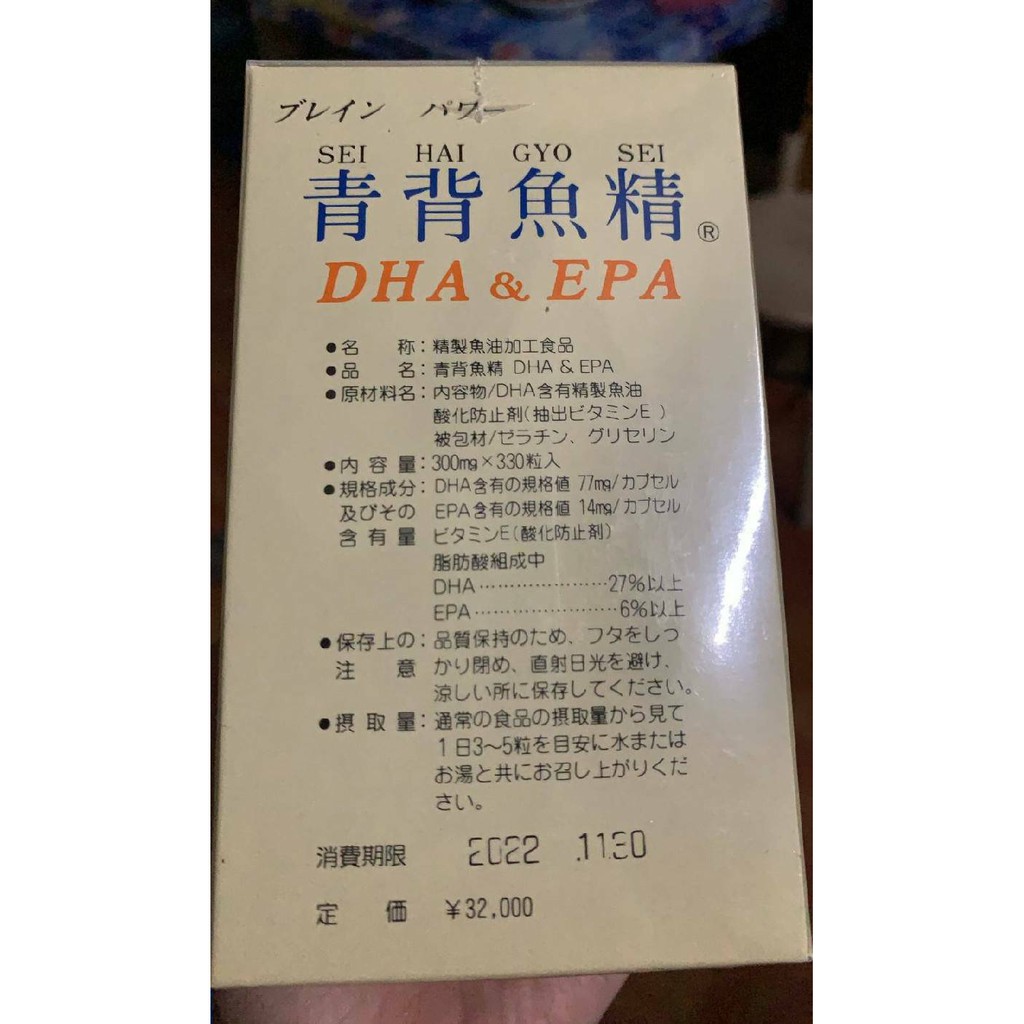 ブレイン パワー
SEI HAI GYO SEI
青背魚精®
DHA & EPA
●名 称：精製魚油加工食品
●品 名：青背魚精 DHA & EPA
●原材料名：内容物/DHA含有精製魚油
酸化防止剤(抽出ビタミンE )
被包材/ゼラチン、グリセリン
●内容量：300mg×330粒入
●規格成分：DHA含有の規格値 77mg/カプセル
及びその EPA含有の規格値 14mg/カプセル
含有量 ビタミンE(酸化防止剤)
脂肪酸組成中
DHA…………………27%以上
EPA…………………6%以上
●保存上の：品質保持のため、フタをしっ
注 意 かり閉め、直射日光を避け、
涼しい所に保存してください。
●摂取量：通常の食品の摂取量から見て
1日3〜5粒を目安に水または
お湯と共にお召し上がりくだ
さい。
消費期限 2022 .11.30
定 価 ¥32,000